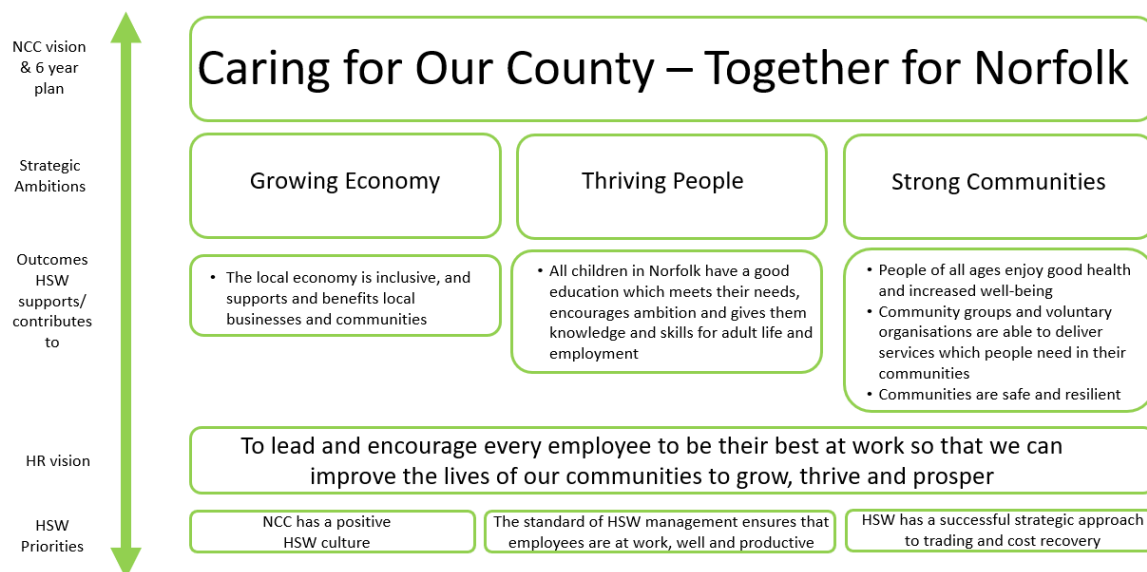 NCC vision
& 6 year
plan
Caring for Our County – Together for Norfolk
Strategic
Ambitions
Growing Economy
Thriving People
Strong Communities
Outcomes
HSW
supports/
contributes
to
• The local economy is inclusive, and
supports and benefits local
businesses and communities
• All children in Norfolk have a good
education which meets their needs,
encourages ambition and gives them
knowledge and skills for adult life and
employment
• People of all ages enjoy good health
and increased well-being
• Community groups and voluntary
organisations are able to deliver
services which people need in their
communities
• Communities are safe and resilient
HR vision
To lead and encourage every employee to be their best at work so that we can
improve the lives of our communities to grow, thrive and prosper
HSW
Priorities
NCC has a positive
HSW culture
The standard of HSW management ensures that
employees are at work, well and productive
HSW has a successful strategic approach
to trading and cost recovery